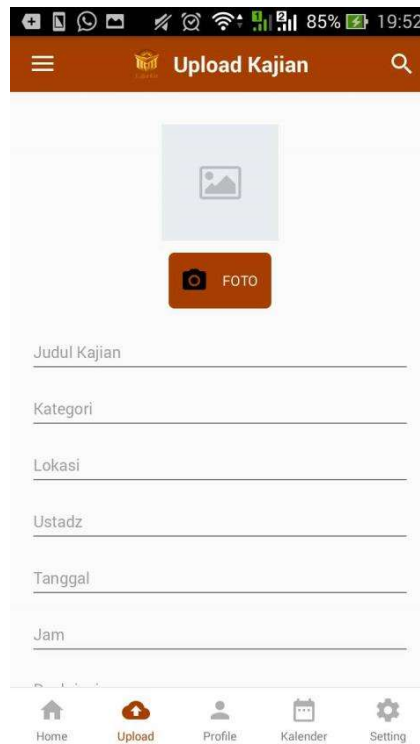 85% 19:52
Upload Kajian
FOTO
Judul Kajian
Kategori
Lokasi
Ustadz
Tanggal
Jam
Home Upload Profile Kalender Setting